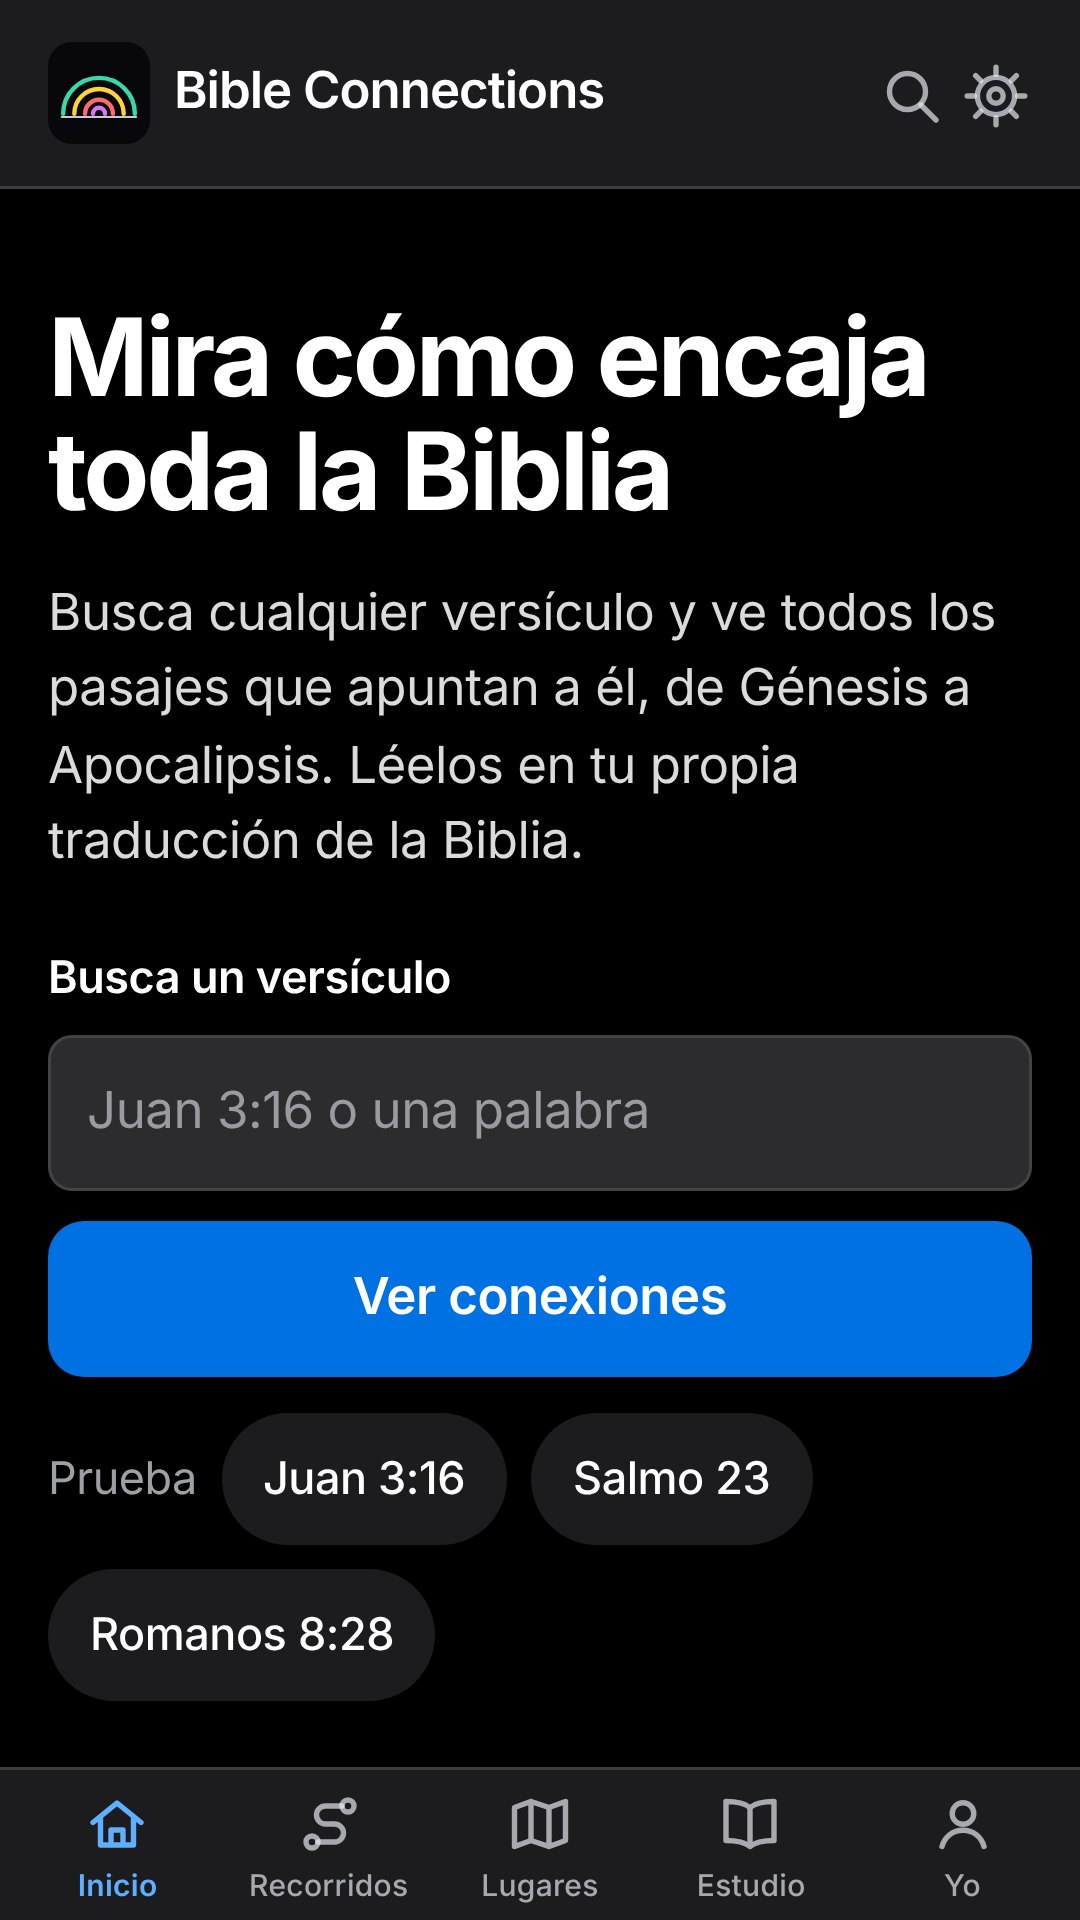 Bible Connections
Mira cómo encaja
toda la Biblia
Busca cualquier versículo y ve todos los
pasajes que apuntan a él, de Génesis a
Apocalipsis. Léelos en tu propia
traducción de la Biblia.
Busca un versículo
Juan 3:16 o una palabra
Ver conexiones
Prueba
Juan 3:16
Salmo 23
Romanos 8:28
Inicio
Recorridos
Lugares
Estudio
Yo